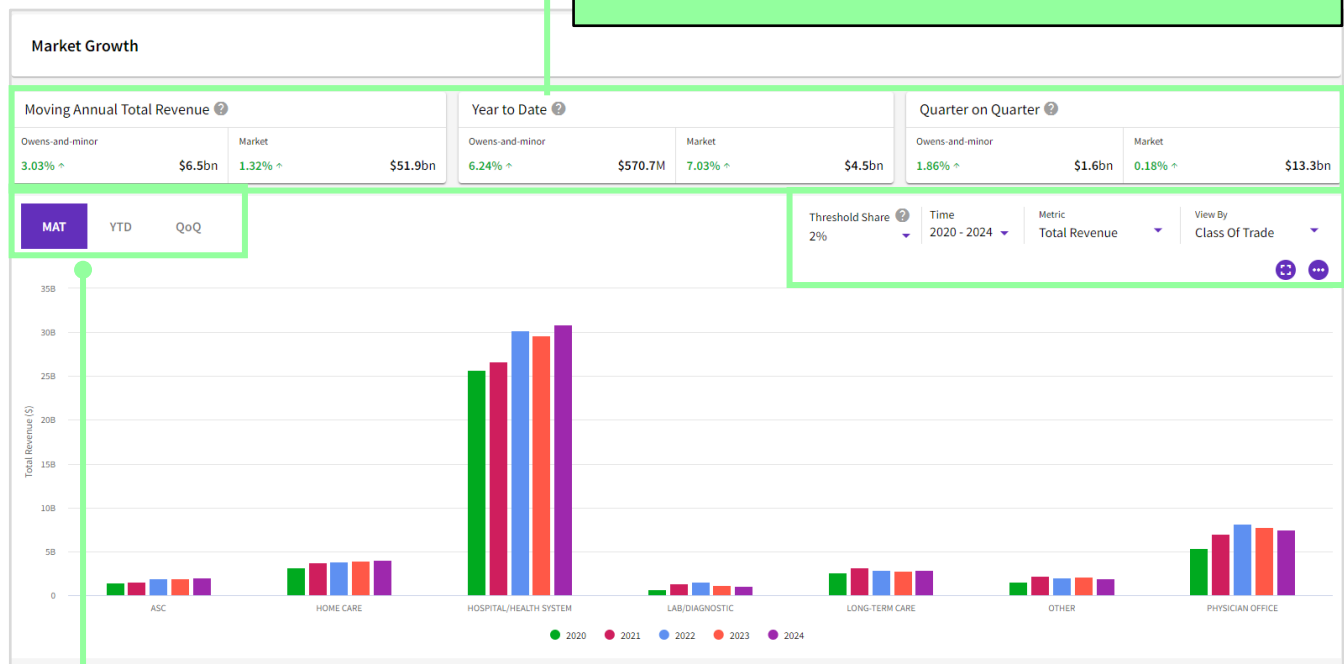 Market Growth
Moving Annual Total Revenue ?
Owens-and-minor
3.03% ↑ $6.5bn
Market
1.32% ↑ $51.9bn
Year to Date ?
Owens-and-minor
6.24% ↑ $570.7M
Market
7.03% ↑ $4.5bn
Quarter on Quarter ?
Owens-and-minor
1.86% ↑ $1.6bn
Market
0.18% ↑ $13.3bn
MAT YTD QoQ
Threshold Share ?
2%
Time
2020 - 2024
Metric
Total Revenue
View By
Class Of Trade
Total Revenue ($)
35B
30B
25B
20B
15B
10B
5B
0
ASC HOME CARE HOSPITAL/HEALTH SYSTEM LAB/DIAGNOSTIC LONG-TERM CARE OTHER PHYSICIAN OFFICE
2020 2021 2022 2023 2024